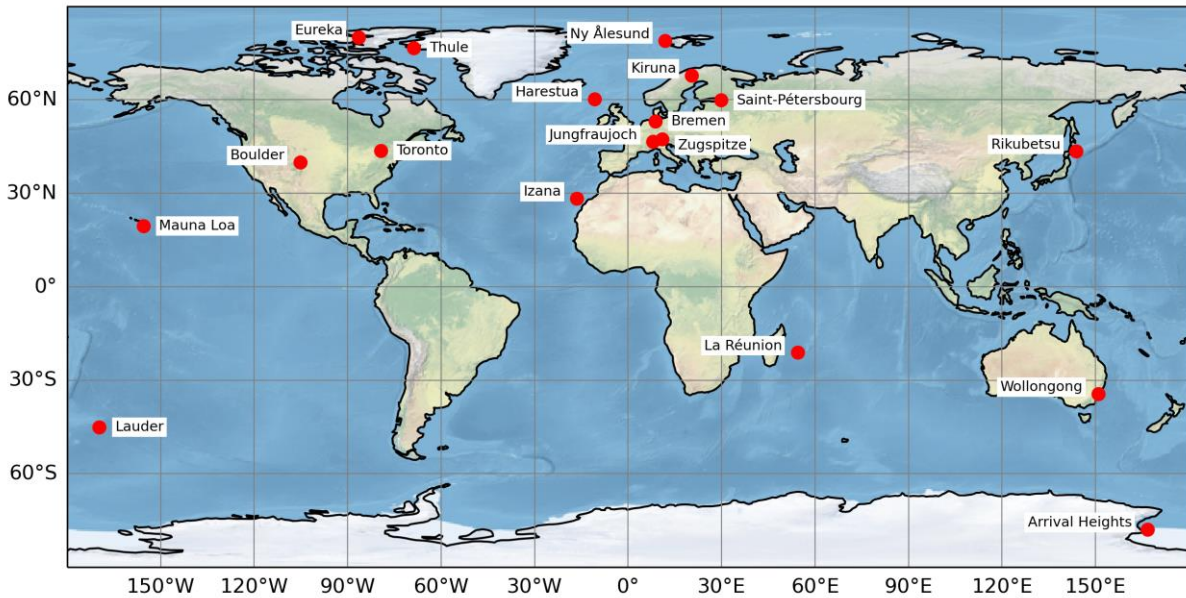 Eureka
Thule
Ny Ålesund
Kiruna
Harestua
Saint-Pétersbourg
Bremen
Jungfraujoch
Zugspitze
Boulder
Toronto
Rikubetsu
Izana
Mauna Loa
La Réunion
Wollongong
Lauder
Arrival Heights
60°N
30°N
0°
30°S
60°S
150°W 120°W 90°W 60°W 30°W 0° 30°E 60°E 90°E 120°E 150°E